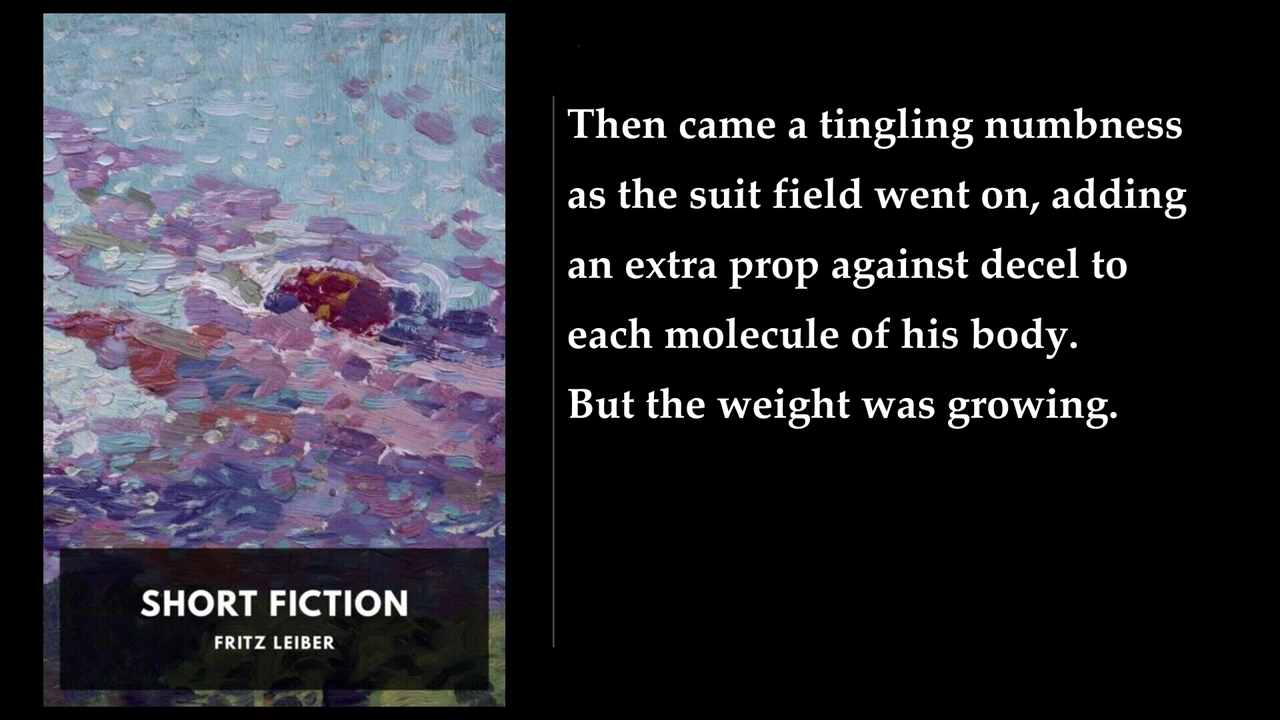 SHORT FICTION
FRITZ LEIBER
Then came a tingling numbness
as the suit field went on, adding
an extra prop against decel to
each molecule of his body.
But the weight was growing.